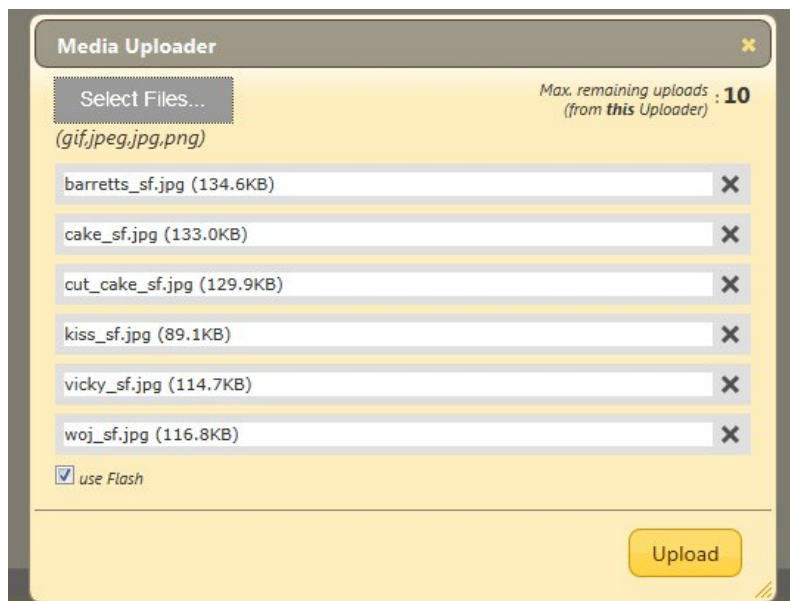 Media Uploader
Select Files...
Max. remaining uploads : 10
(from this Uploader)
(gif,jpeg,jpg,png)
barretts_sf.jpg (134.6KB)
cake_sf.jpg (133.0KB)
cut_cake_sf.jpg (129.9KB)
kiss_sf.jpg (89.1KB)
vicky_sf.jpg (114.7KB)
woj_sf.jpg (116.8KB)
use Flash
Upload